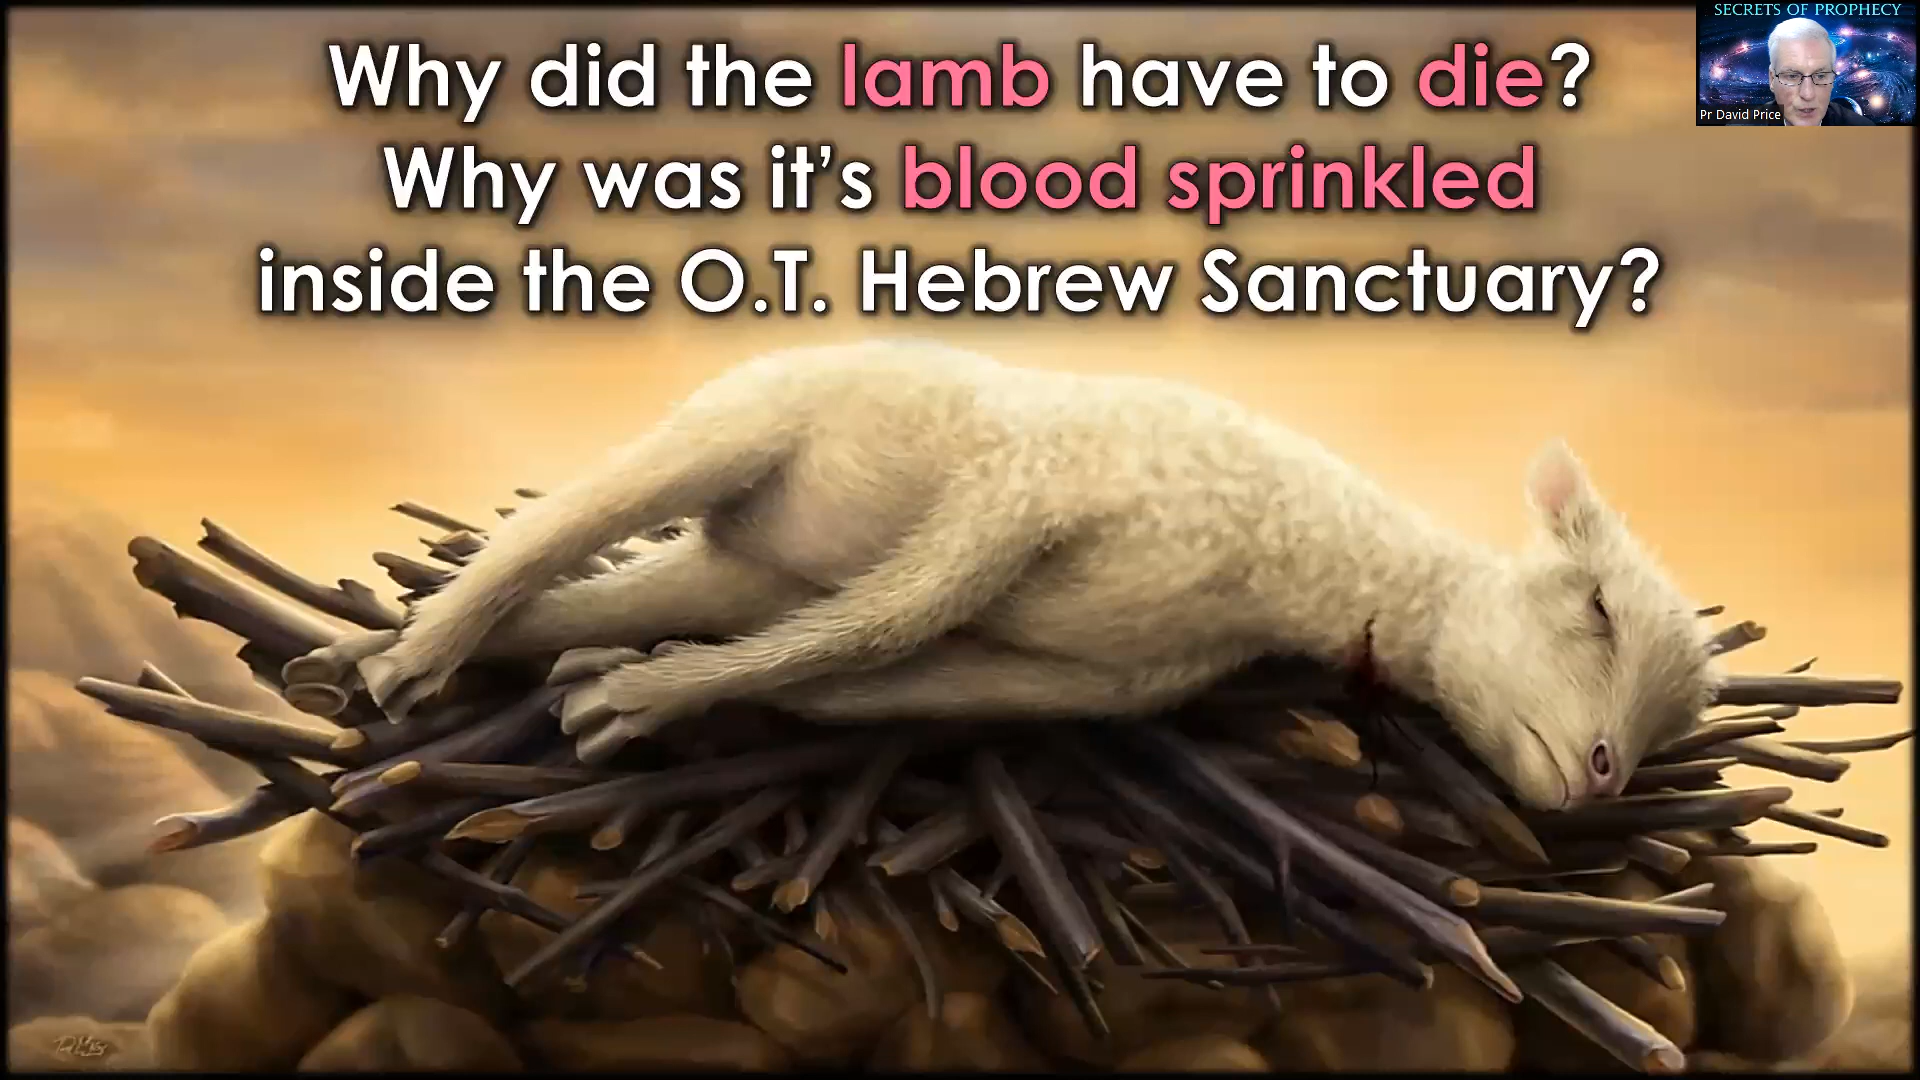 SECRETS OF PROPHECY
Pr David Price
Why did the lamb have to die?
Why was it’s blood sprinkled
inside the O.T. Hebrew Sanctuary?